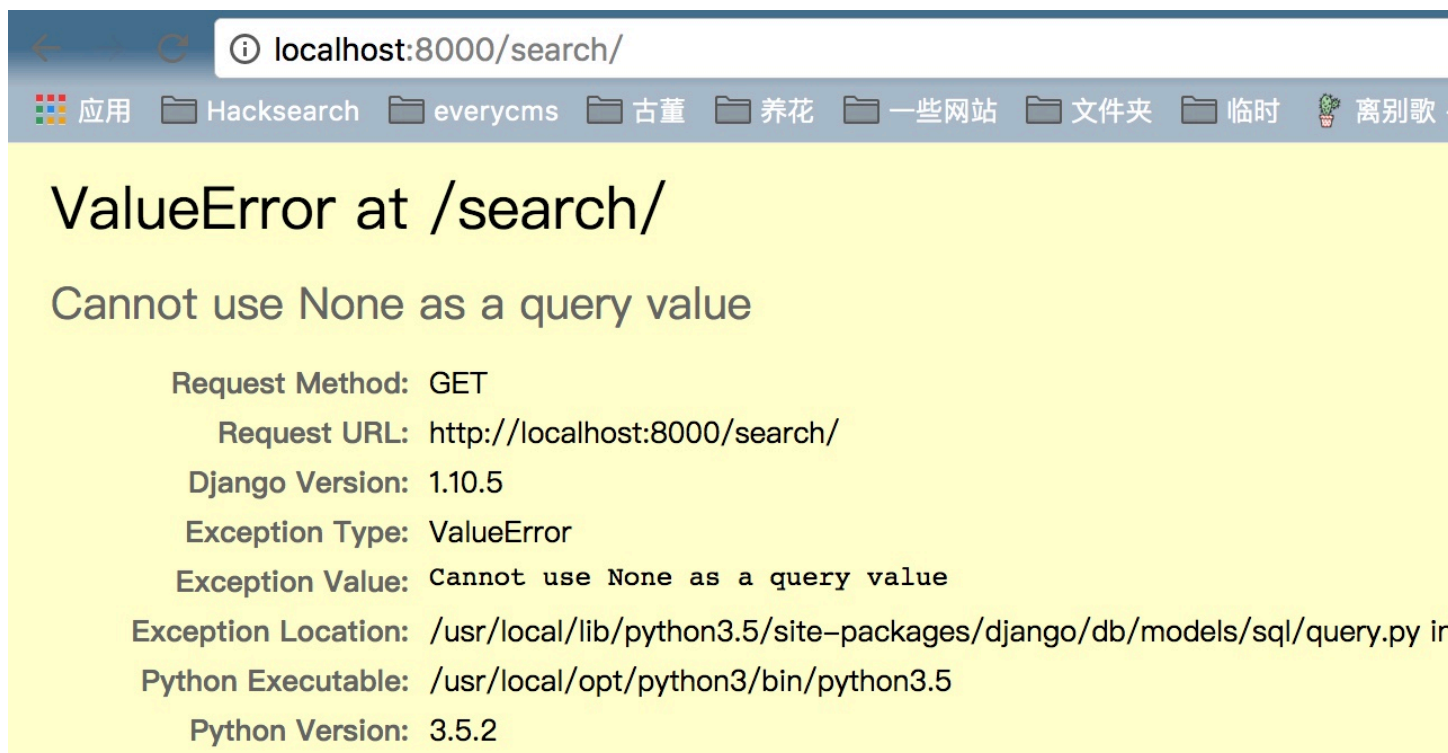 localhost:8000/search/
应用 Hacksearch everycms 古董 养花 一些网站 文件夹 临时 离别歌
ValueError at /search/
Cannot use None as a query value
Request Method: GET
Request URL: http://localhost:8000/search/
Django Version: 1.10.5
Exception Type: ValueError
Exception Value: Cannot use None as a query value
Exception Location: /usr/local/lib/python3.5/site-packages/django/db/models/sql/query.py in
Python Executable: /usr/local/opt/python3/bin/python3.5
Python Version: 3.5.2